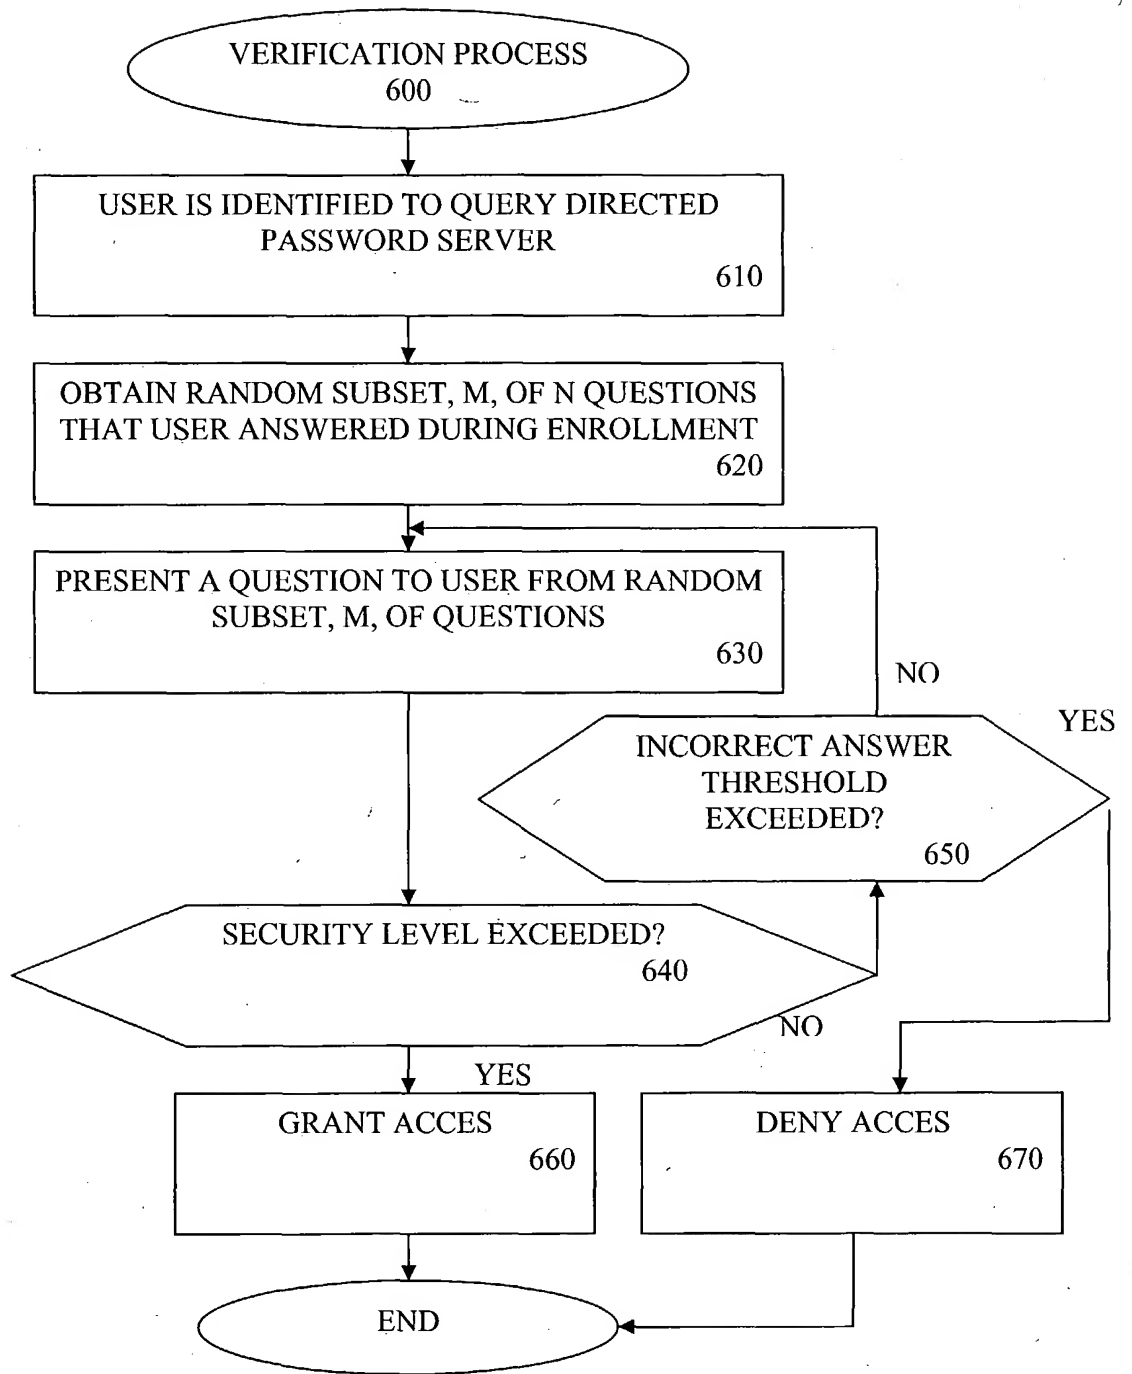 VERIFICATION PROCESS
600
USER IS IDENTIFIED TO QUERY DIRECTED
PASSWORD SERVER
610
OBTAIN RANDOM SUBSET, M, OF N QUESTIONS
THAT USER ANSWERED DURING ENROLLMENT
620
PRESENT A QUESTION TO USER FROM RANDOM
SUBSET, M, OF QUESTIONS
630
NO
YES
INCORRECT ANSWER
THRESHOLD
EXCEEDED?
650
SECURITY LEVEL EXCEEDED?
640
NO
YES
GRANT ACCES
660
DENY ACCES
670
END